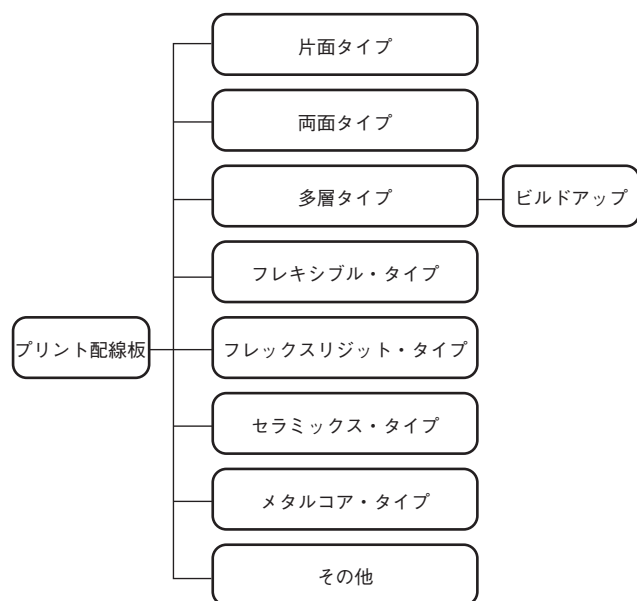 片面タイプ
両面タイプ
多層タイプ
ビルドアップ
フレキシブル・タイプ
プリント配線板
フレックスリジット・タイプ
セラミックス・タイプ
メタルコア・タイプ
その他